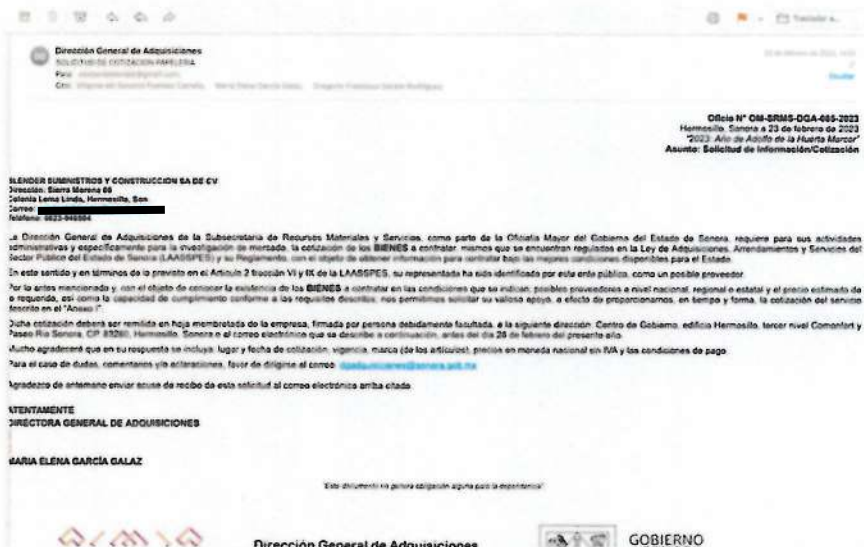 Traslador a...
Dirección General de Adquisiciones
SOLICITUD DE COTIZACION PAPELERIA
Para:
Cco:
Oficio N° OM-SRMS-DGA-085-2023
Hermosillo, Sonora a 23 de febrero de 2023
"2023: Año de Adolfo de la Huerta Marcor"
Asunto: Solicitud de Información/Cotización
SLENDER SUMINISTROS Y CONSTRUCCION SA DE CV
Dirección: Sierra Morena 66
Colonia Loma Linda, Hermosillo, Son
Correo:
Teléfono:
La Dirección General de Adquisiciones de la Subsecretaría de Recursos Materiales y Servicios, como parte de la Oficialía Mayor del Gobierno del Estado de Sonora, requiere para sus actividades
administrativas y específicamente para la investigación de mercado, la cotización de los BIENES a contratar, mismos que se encuentran regulados en la Ley de Adquisiciones, Arrendamientos y Servicios del
Sector Público del Estado de Sonora (LAASSPES) y su Reglamento, con el objeto de obtener información para contratar bajo las mejores condiciones disponibles para el Estado.
En este sentido y en términos de lo previsto en el Artículo 2 fracción VI y IX de la LAASSPES, su representada ha sido identificada por este ente público, como un posible proveedor.
Por lo antes mencionado y, con el objeto de conocer la existencia de los BIENES a contratar en las condiciones que se indican, posibles proveedores a nivel nacional, regional o estatal y el precio estimado de
lo requerido, así como la capacidad de cumplimiento conforme a los requisitos descritos, nos permitimos solicitar su valioso apoyo, a efecto de proporcionarnos, en tiempo y forma, la cotización del servicio
descrito en el "Anexo I".
Dicha cotización deberá ser remitida en hoja membretada de la empresa, firmada por persona debidamente facultada, a la siguiente dirección: Centro de Gobierno, edificio Hermosillo, tercer nivel Comonfort y
Paseo Río Sonora, CP 83280, Hermosillo, Sonora o al correo electrónico que se describe a continuación, antes del día 28 de febrero del presente año.
Mucho agradeceré que en su respuesta se incluya: lugar y fecha de cotización, vigencia, marca (de los artículos), precios en moneda nacional sin IVA y las condiciones de pago.
Para el caso de dudas, comentarios y/o aclaraciones, favor de dirigirse al correo:
Agradezco de antemano enviar acuse de recibo de esta solicitud al correo electrónico arriba citado.
ATENTAMENTE
DIRECTORA GENERAL DE ADQUISICIONES
MARIA ELENA GARCÍA GALAZ
"Este documento no genera obligación alguna para la dependencia"
Dirección General de Adquisiciones
GOBIERNO